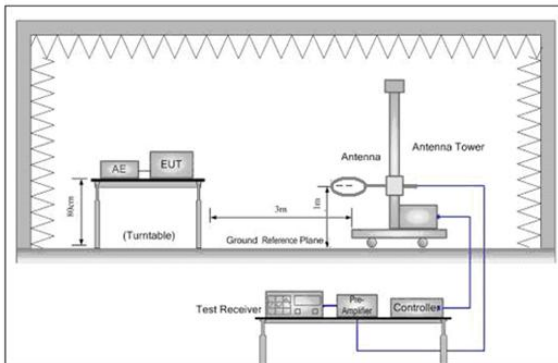 AE
EUT
80cm
(Turntable)
3m
Antenna
Antenna Tower
1m
Ground Reference Plane
Test Receiver
Pre-
Amplifier
Controller